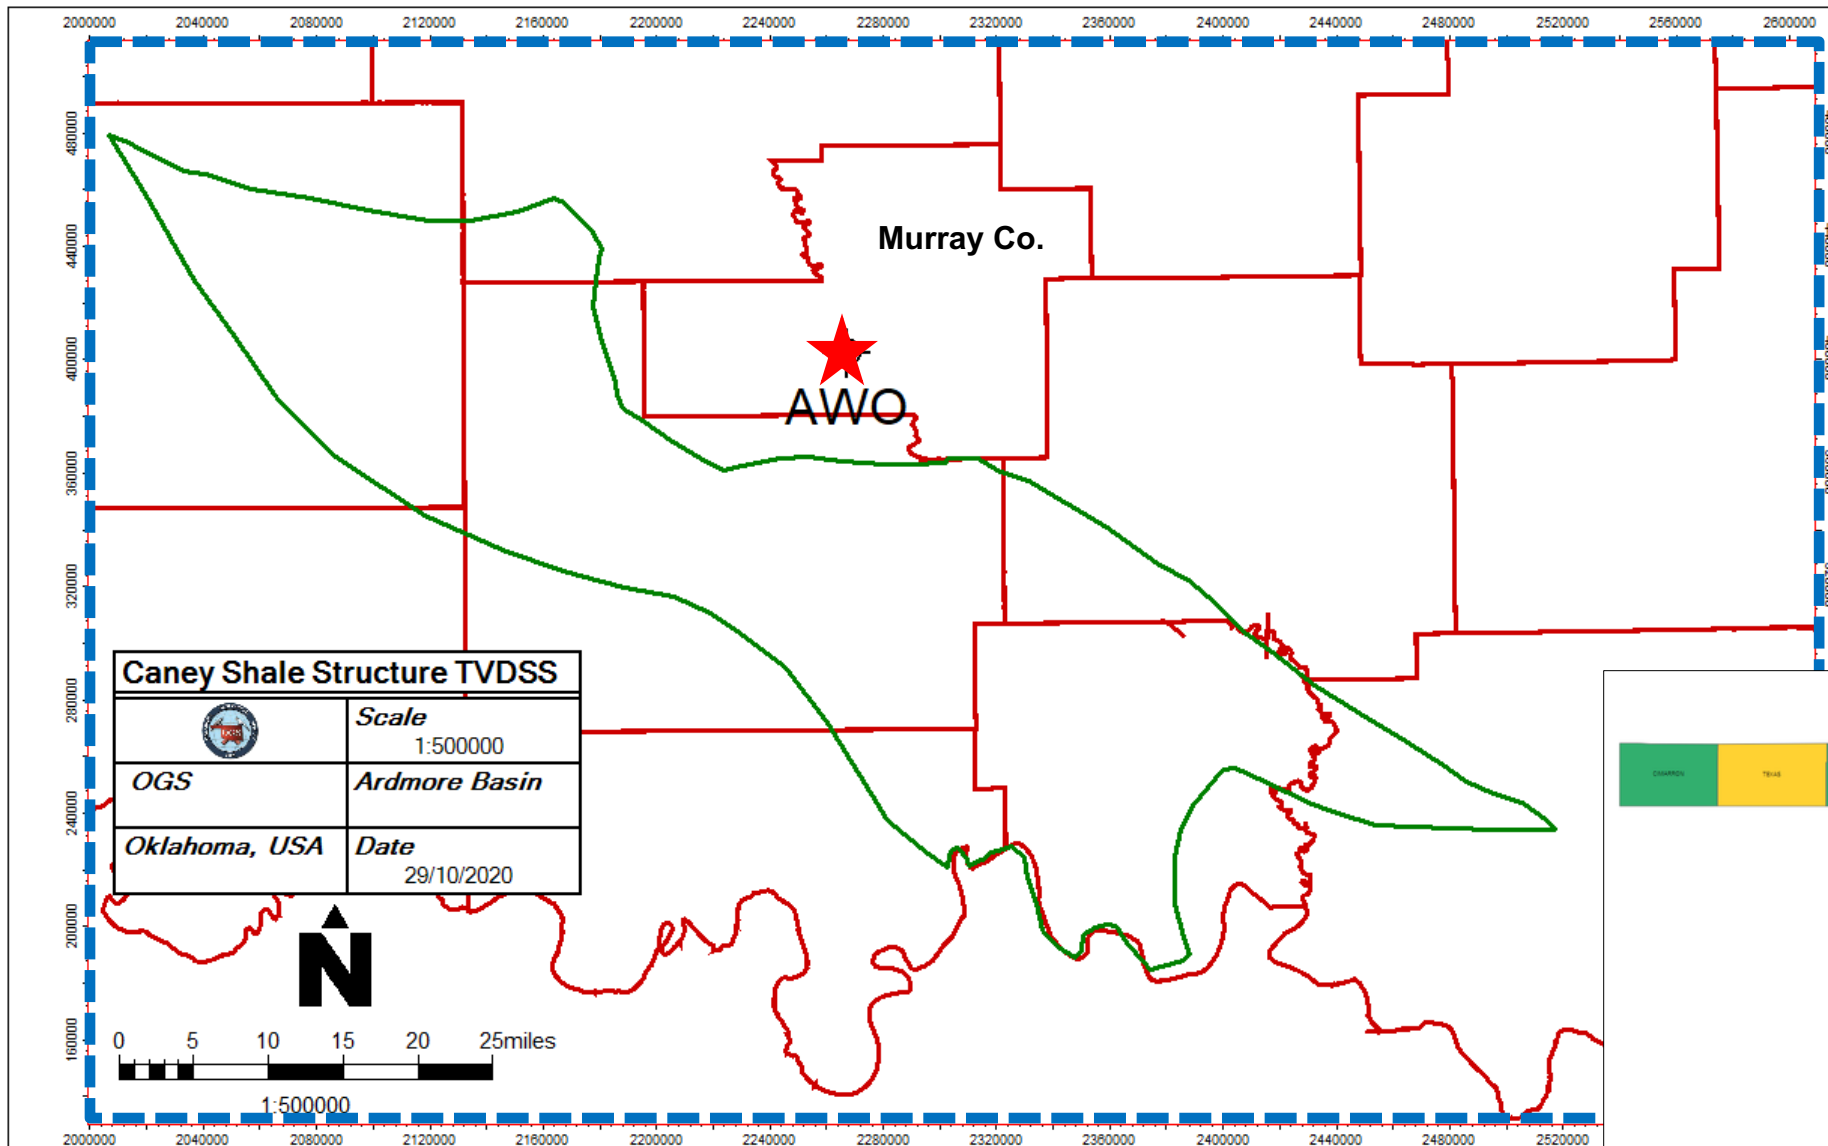 2000000 2040000 2080000 2120000 2160000 2200000 2240000 2280000 2320000 2360000 2400000 2440000 2480000 2520000 2560000 2600000
480000
440000
400000
360000
320000
280000
240000
200000
160000
Murray Co.
AWO
Caney Shale Structure TVDSS
Scale
1:500000
OGS
Ardmore Basin
Oklahoma, USA
Date
29/10/2020
N
0 5 10 15 20 25miles
1:500000
CIMARRON
TEXAS
2000000 2040000 2080000 2120000 2160000 2200000 2240000 2280000 2320000 2360000 2400000 2440000 2480000 2520000